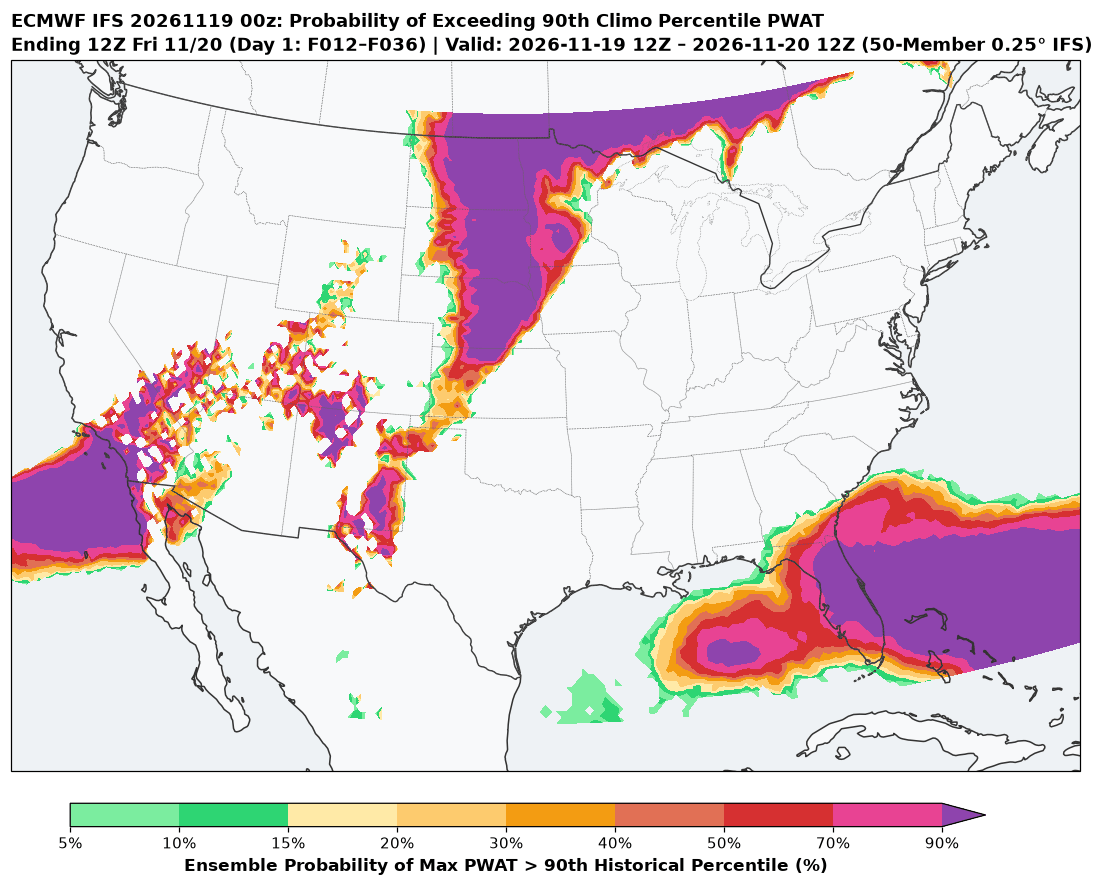 ECMWF IFS 20261119 00z: Probability of Exceeding 90th Climo Percentile PWAT
Ending 12Z Fri 11/20 (Day 1: F012–F036) | Valid: 2026-11-19 12Z – 2026-11-20 12Z (50-Member 0.25° IFS)
5% 10% 15% 20% 30% 40% 50% 70% 90%
Ensemble Probability of Max PWAT > 90th Historical Percentile (%)